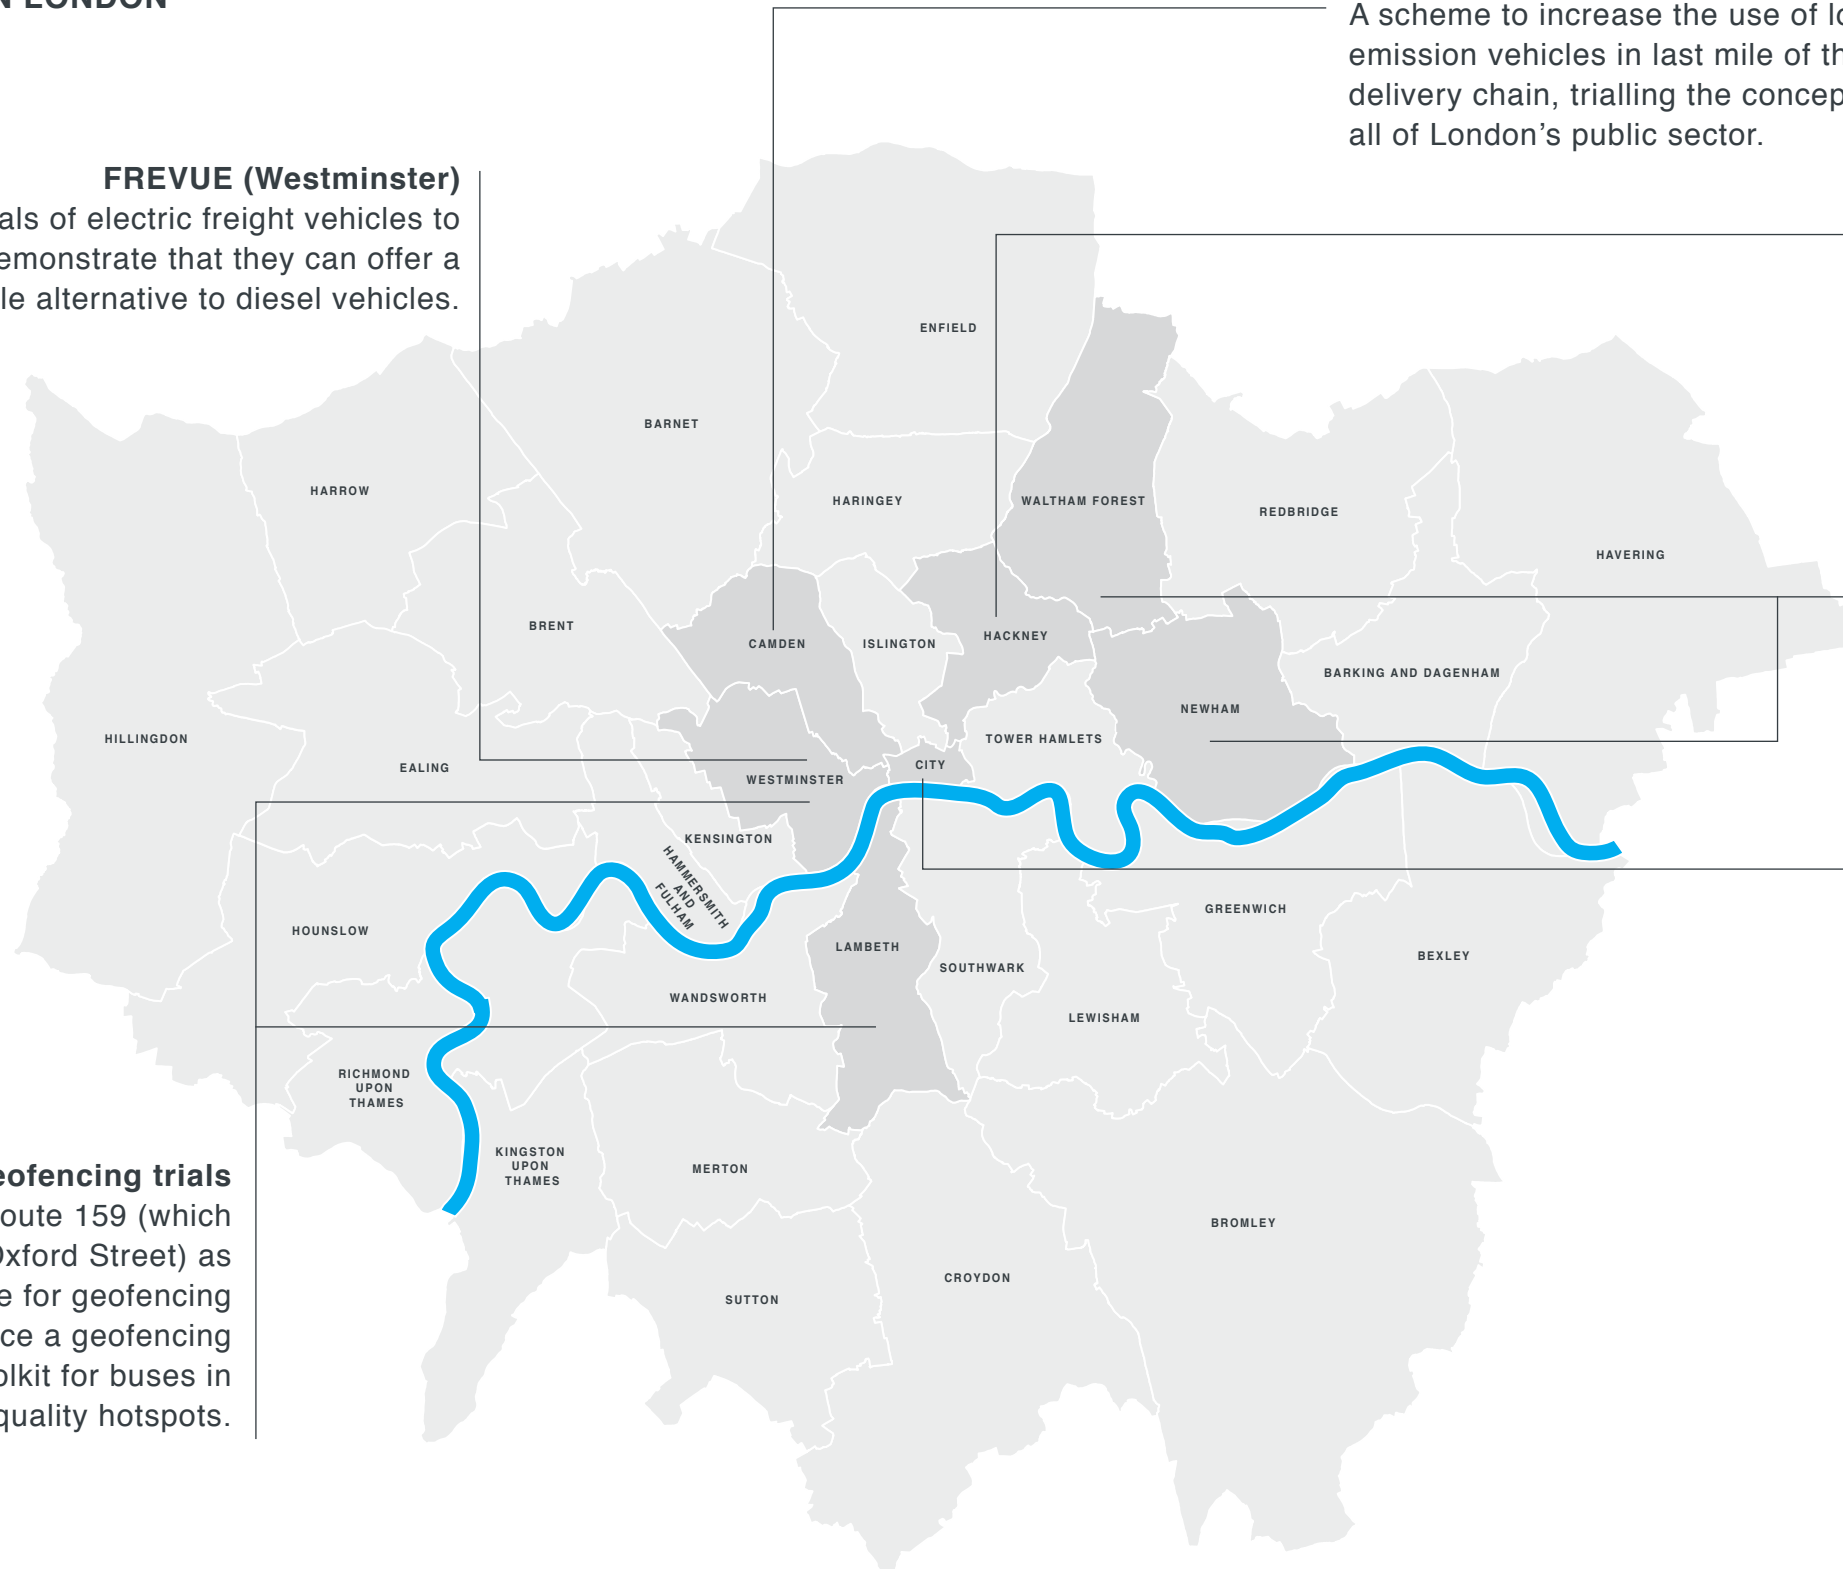 N LONDON
A scheme to increase the use of lo
emission vehicles in last mile of th
delivery chain, trialling the concep
all of London's public sector.
FREVUE (Westminster)
als of electric freight vehicles to
emonstrate that they can offer a
le alternative to diesel vehicles.
ENFIELD
BARNET
HARROW
HARINGEY
WALTHAM FOREST
REDBRIDGE
HAVERING
BRENT
CAMDEN
ISLINGTON
HACKNEY
BARKING AND DAGENHAM
NEWHAM
HILLINGDON
EALING
WESTMINSTER
CITY
TOWER HAMLETS
KENSINGTON
HAMMERSMITH
AND
FULHAM
HOUNSLOW
LAMBETH
SOUTHWARK
GREENWICH
BEXLEY
WANDSWORTH
LEWISHAM
RICHMOND
UPON
THAMES
KINGSTON
UPON
THAMES
MERTON
BROMLEY
SUTTON
CROYDON
eofencing trials
oute 159 (which
Oxford Street) as
e for geofencing
ce a geofencing
olkit for buses in
quality hotspots.